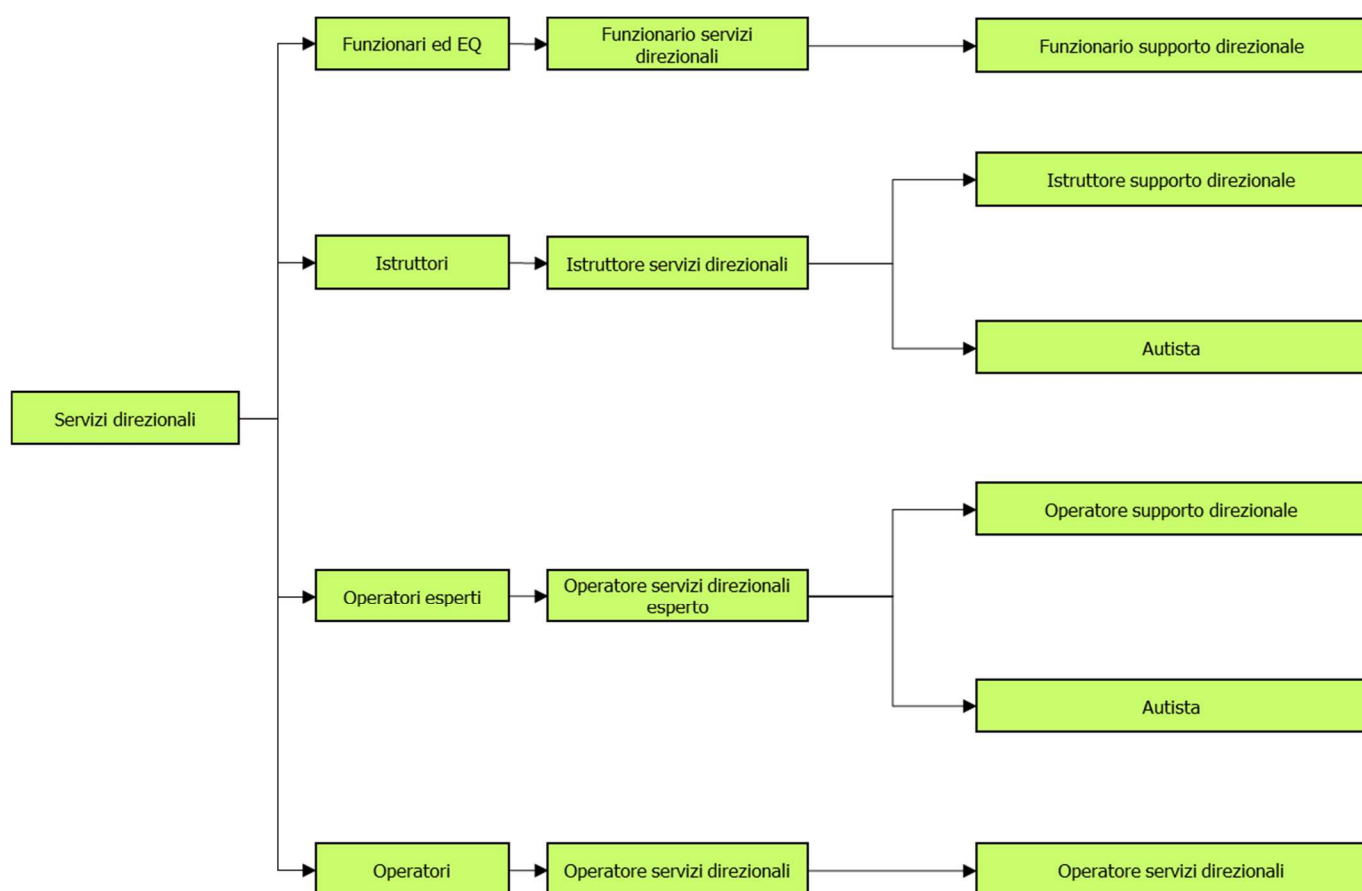 Funzionari ed EQ
Funzionario servizi
direzionali
Funzionario supporto direzionale
Istruttore supporto direzionale
Istruttori
Istruttore servizi direzionali
Autista
Servizi direzionali
Operatore supporto direzionale
Operatori esperti
Operatore servizi direzionali
esperto
Autista
Operatori
Operatore servizi direzionali
Operatore servizi direzionali